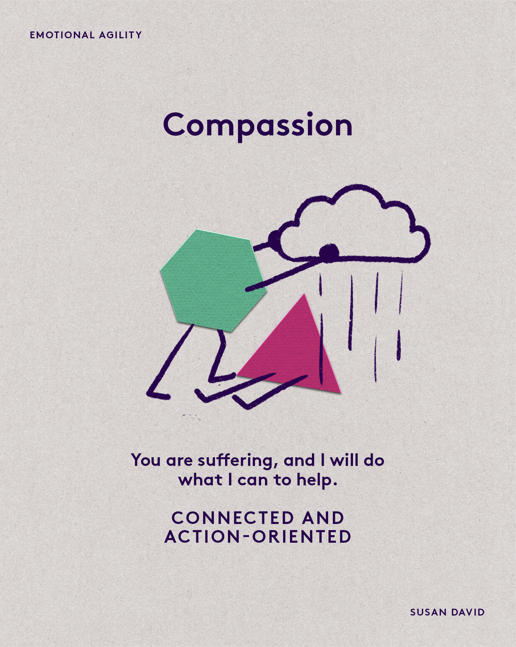 EMOTIONAL AGILITY
Compassion
You are suffering, and I will do
what I can to help.
CONNECTED AND
ACTION-ORIENTED
SUSAN DAVID